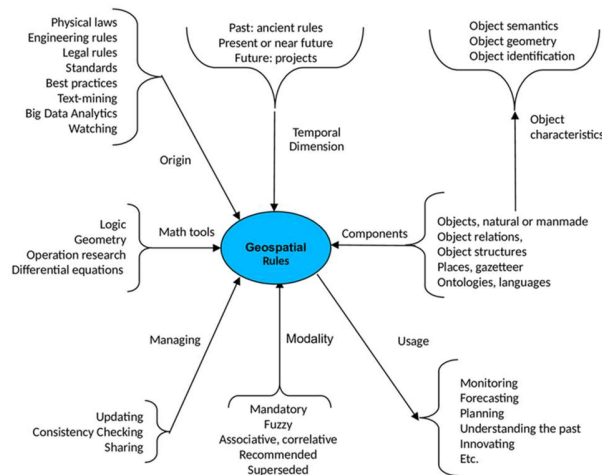 Physical laws
Engineering rules
Legal rules
Standards
Best practices
Text-mining
Big Data Analytics
Watching
Origin
Past: ancient rules
Present or near future
Future: projects
Temporal
Dimension
Object semantics
Object geometry
Object identification
Object
characteristics
Logic
Geometry
Operation research
Differential equations
Math tools
Geospatial
Rules
Components
Objects, natural or manmade
Object relations,
Object structures
Places, gazetteer
Ontologies, languages
Managing
Updating
Consistency Checking
Sharing
Modality
Mandatory
Fuzzy
Associative, correlative
Recommended
Superseded
Usage
Monitoring
Forecasting
Planning
Understanding the past
Innovating
Etc.